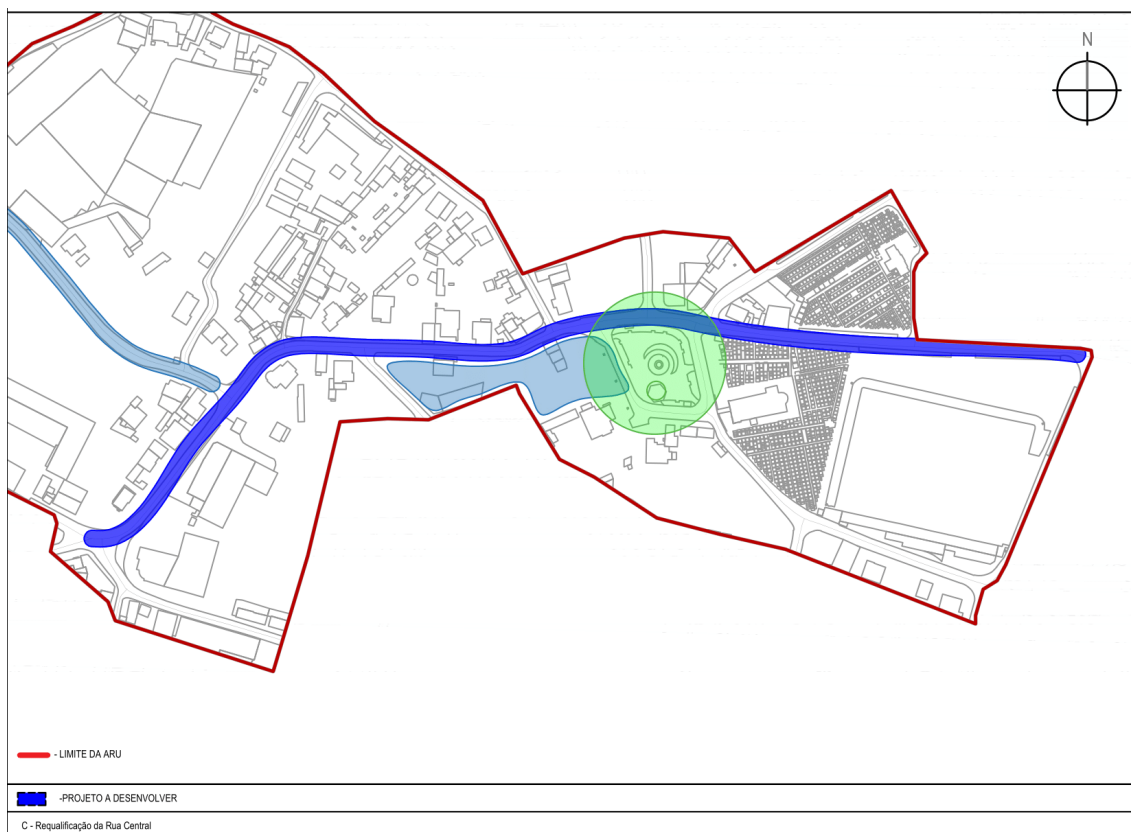 N
- LIMITE DA ARU
-PROJETO A DESENVOLVER
C - Requalificação da Rua Central